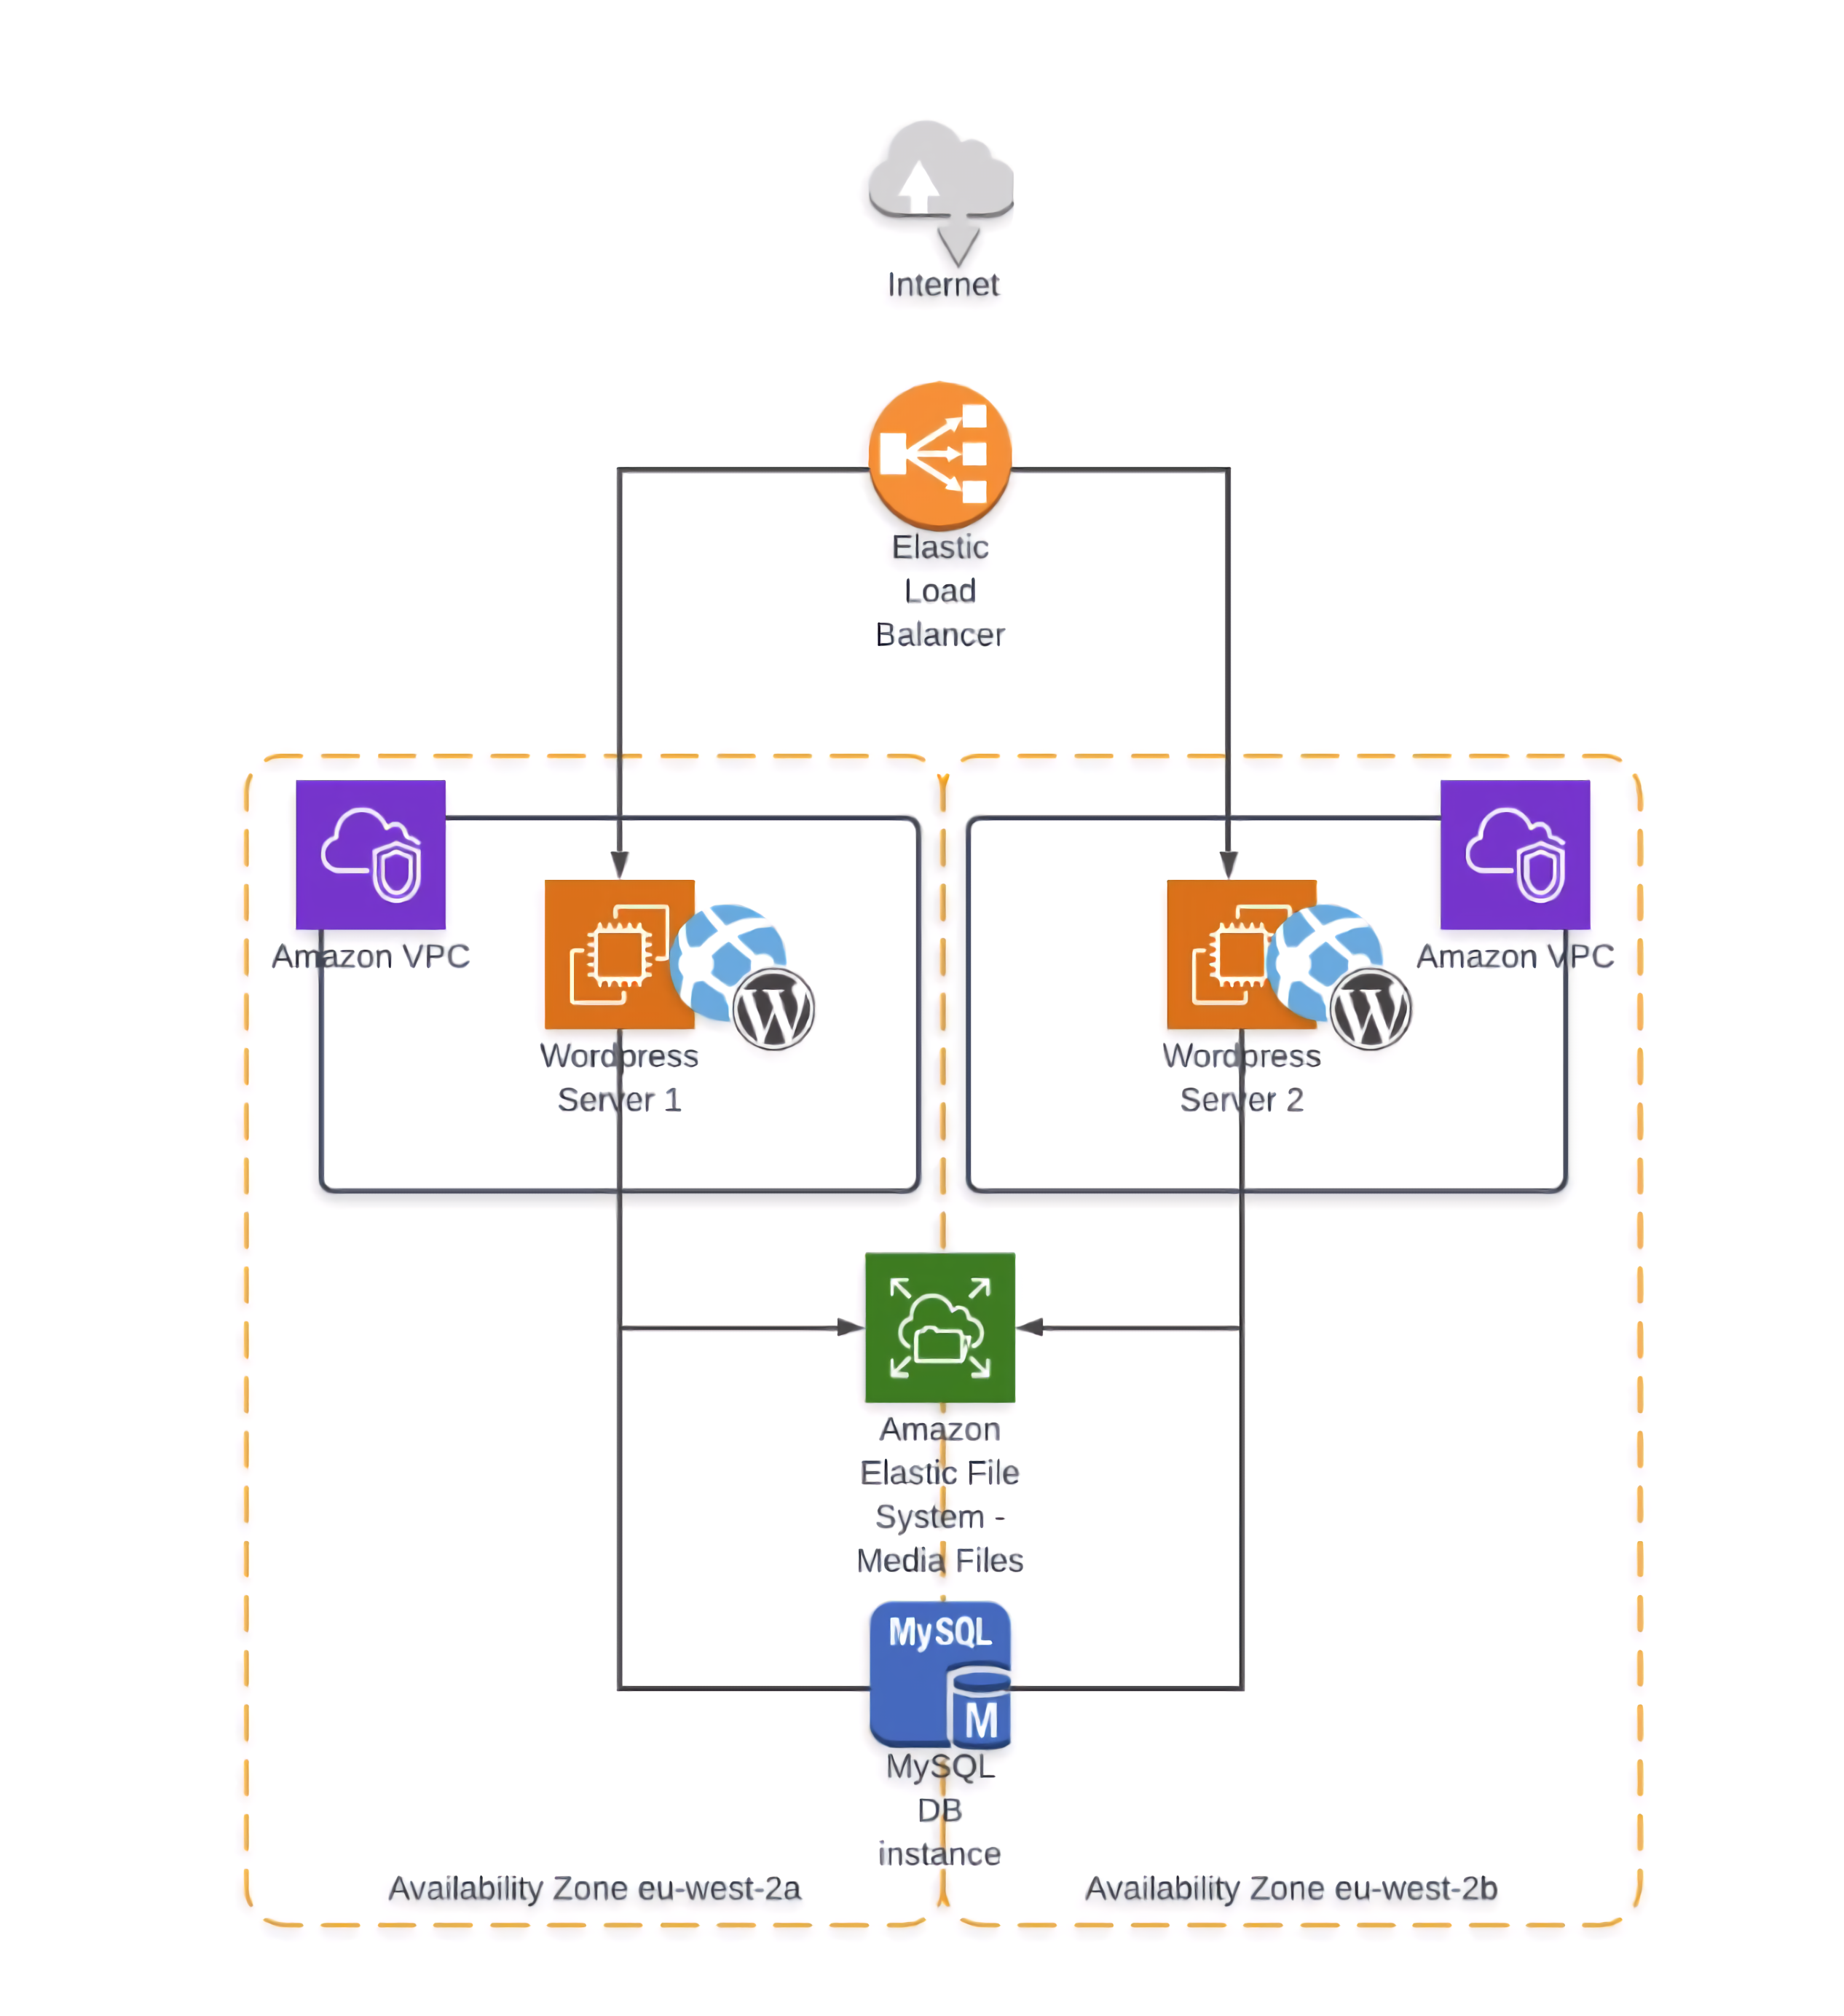 Internet
Elastic
Load
Balancer
Amazon VPC
Amazon VPC
W
W
Wordpress
Server 1
Wordpress
Server 2
Amazon
Elastic File
System -
Media Files
MySQL
M
MySQL
DB
instance
Availability Zone eu-west-2a
Availability Zone eu-west-2b